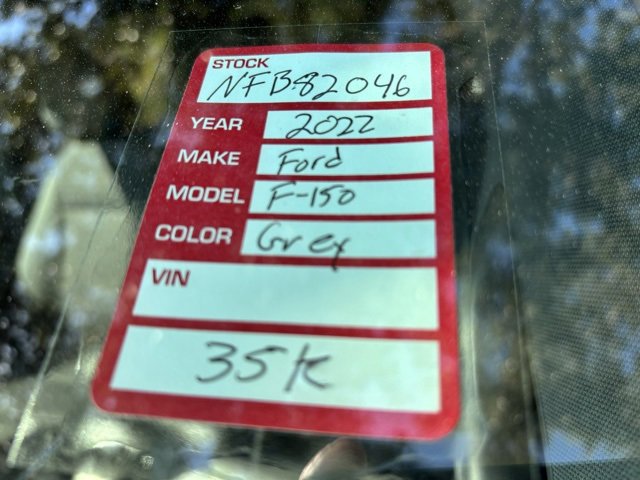 STOCK
NFB82046
YEAR 2022
MAKE Ford
MODEL F-150
COLOR Grey
VIN
35k